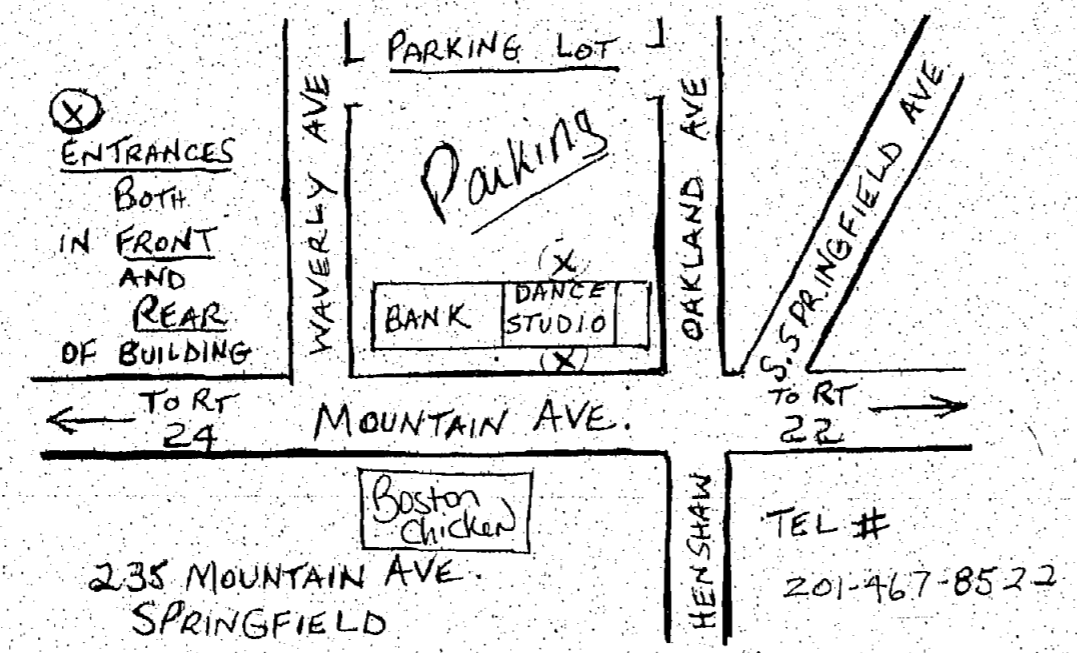 PARKING LOT
Parking
X
ENTRANCES
BOTH
IN FRONT
AND
REAR
OF BUILDING
WAVERLY AVE
OAKLAND AVE
S. SPRINGFIELD AVE
X
BANK
DANCE
STUDIO
X
TO RT
24
MOUNTAIN AVE.
TO RT
22
Boston
Chicken
HENSHAW
TEL #
201-467-8522
235 MOUNTAIN AVE.
SPRINGFIELD